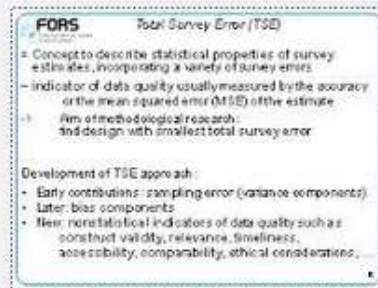 FORS
Total Survey Error (TSE)
= Concept to describe statistical properties of survey
estimates, incorporating a variety of survey errors
– indicator of data quality usually measured by the accuracy
or the mean squared error (MSE) of the estimate
Aim of methodological research:
find design with smallest total survey error
Development of TSE approach:
• Early contributions: sampling error (variance components)
• Later: bias components
• New: nonstatistical indicators of data quality such as
construct validity, relevance, timeliness,
accessibility, comparability, ethical considerations, ...